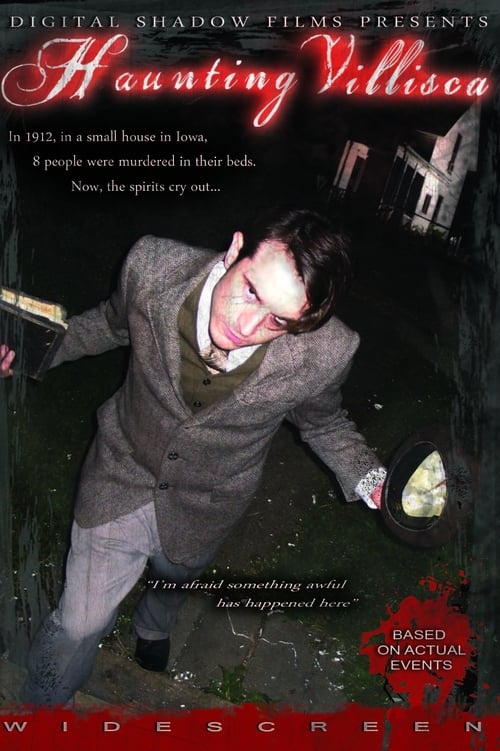 DIGITAL SHADOW FILMS PRESENTS
Haunting Villisca
In 1912, in a small house in Iowa,
8 people were murdered in their beds.
Now, the spirits cry out...
"I'm afraid something awful
has happened here"
BASED
ON ACTUAL
EVENTS
WIDESCREEN